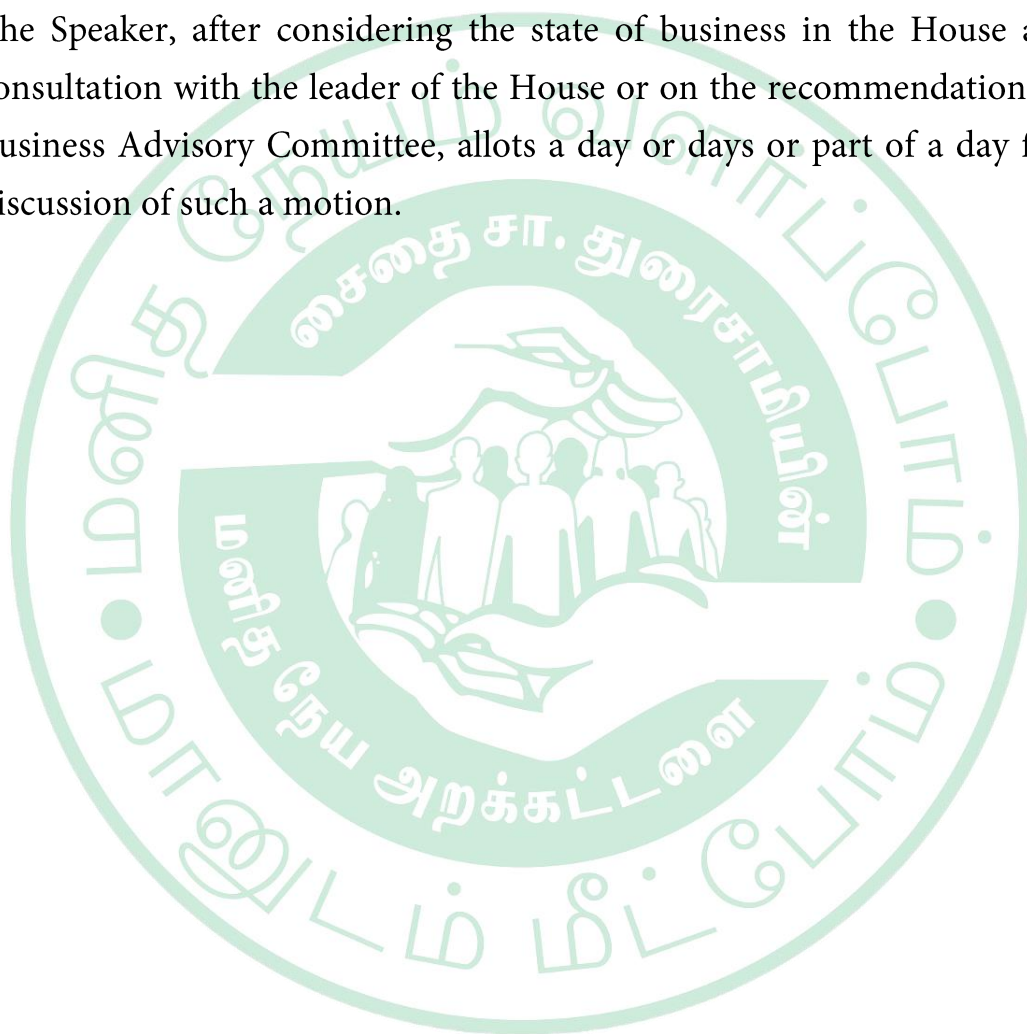 he Speaker, after considering the state of business in the House a
onsultation with the leader of the House or on the recommendation
usiness Advisory Committee, allots a day or days or part of a day f
iscussion of such a motion.
மனித நேயம் ளொப்போம்
சைதை சா. துரைசாமியின்
மனித நேய அறக்கட்டளை
மானுடம் மீட்போம்